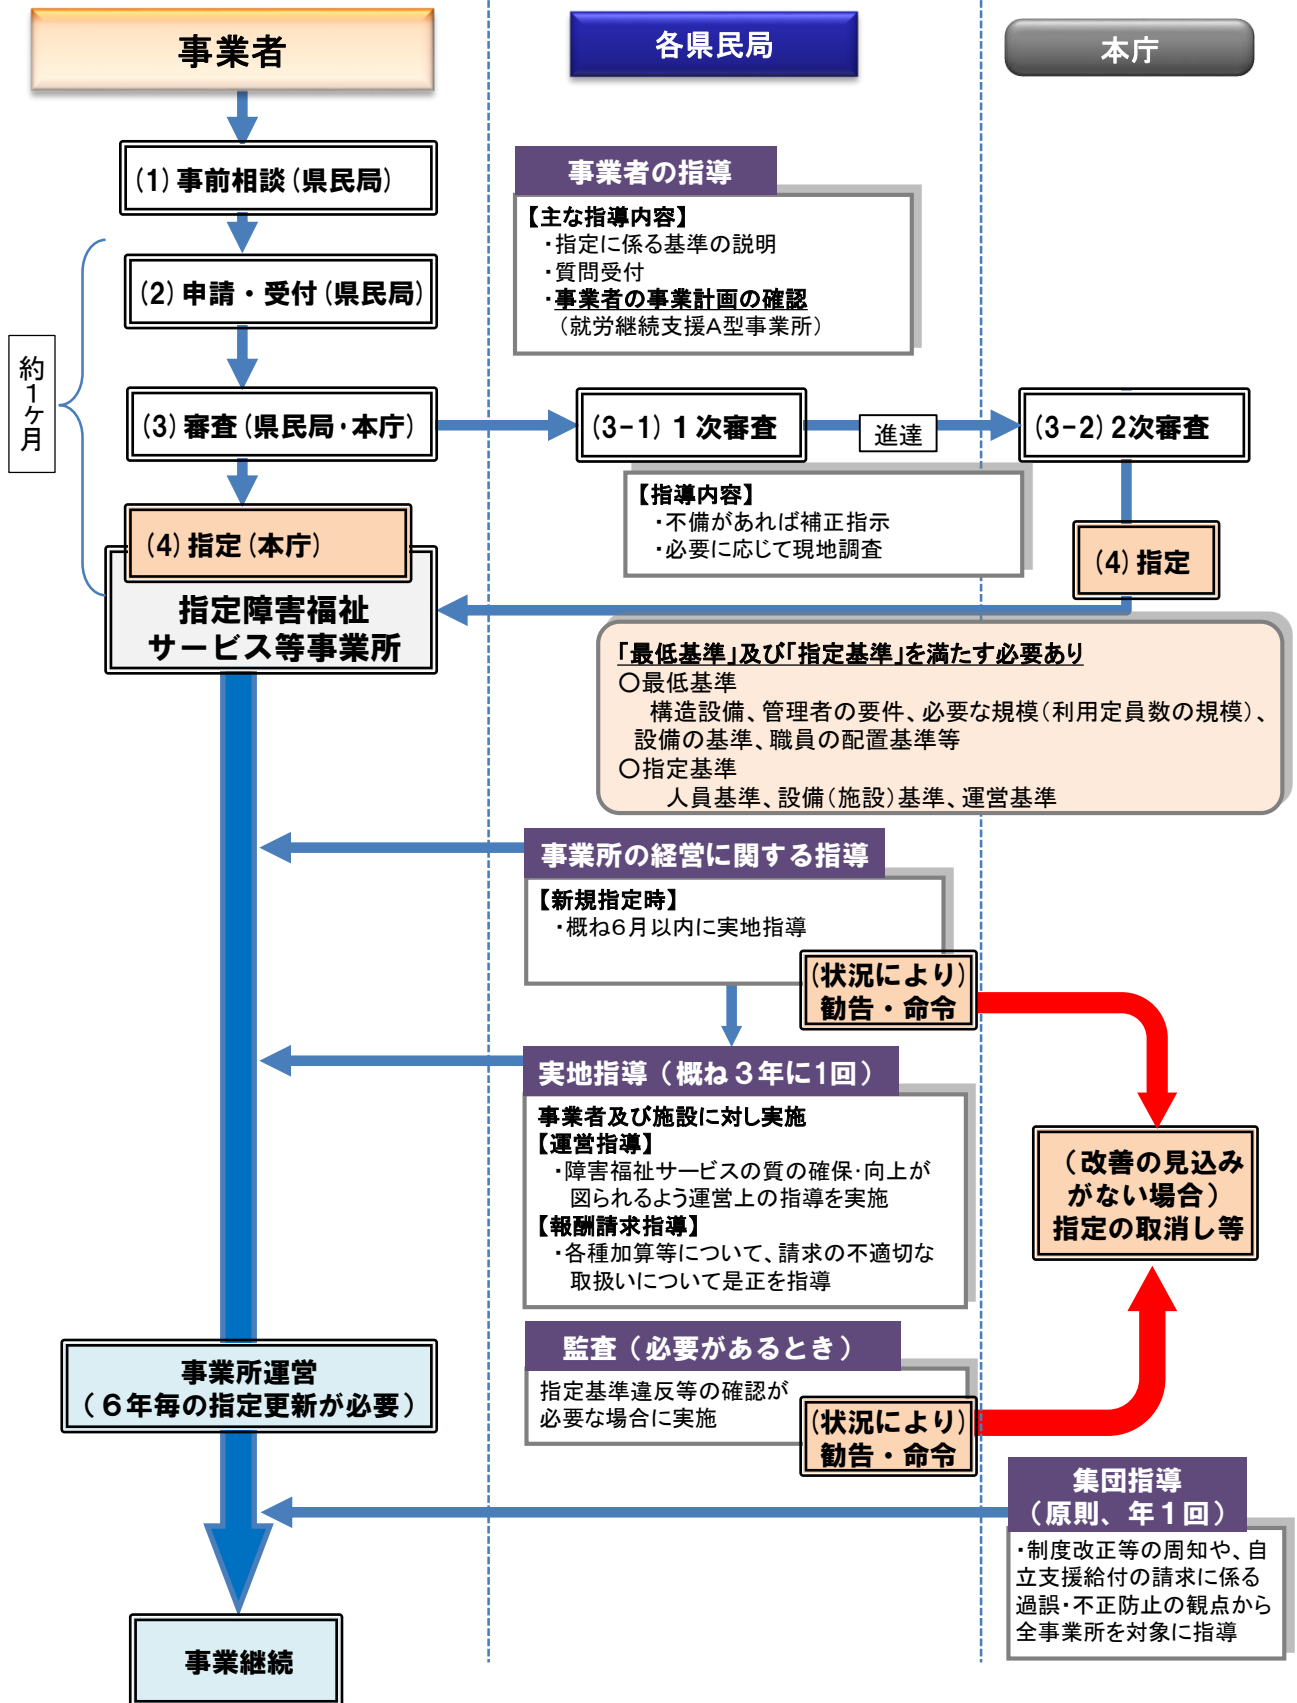 事業者
各県民局
本庁
(1)事前相談(県民局)
事業者の指導
【主な指導内容】
・指定に係る基準の説明
・質問受付
・事業者の事業計画の確認
(就労継続支援A型事業所)
(2)申請・受付(県民局)
約1ヶ月
(3)審査(県民局・本庁)
(3-1)1次審査
進達
(3-2)2次審査
【指導内容】
・不備があれば補正指示
・必要に応じて現地調査
(4)指定(本庁)
(4)指定
指定障害福祉
サービス等事業所
「最低基準」及び「指定基準」を満たす必要あり
○最低基準
構造設備、管理者の要件、必要な規模(利用定員数の規模)、
設備の基準、職員の配置基準等
○指定基準
人員基準、設備(施設)基準、運営基準
事業所の経営に関する指導
【新規指定時】
・概ね6月以内に実地指導
(状況により)
勧告・命令
実地指導(概ね3年に1回)
事業者及び施設に対し実施
【運営指導】
・障害福祉サービスの質の確保・向上が
図られるよう運営上の指導を実施
【報酬請求指導】
・各種加算等について、請求の不適切な
取扱いについて是正を指導
(改善の見込み
がない場合)
指定の取消し等
監査(必要があるとき)
指定基準違反等の確認が
必要な場合に実施
(状況により)
勧告・命令
事業所運営
(6年毎の指定更新が必要)
集団指導
(原則、年1回)
・制度改正等の周知や、自
立支援給付の請求に係る
過誤・不正防止の観点から
全事業所を対象に指導
事業継続